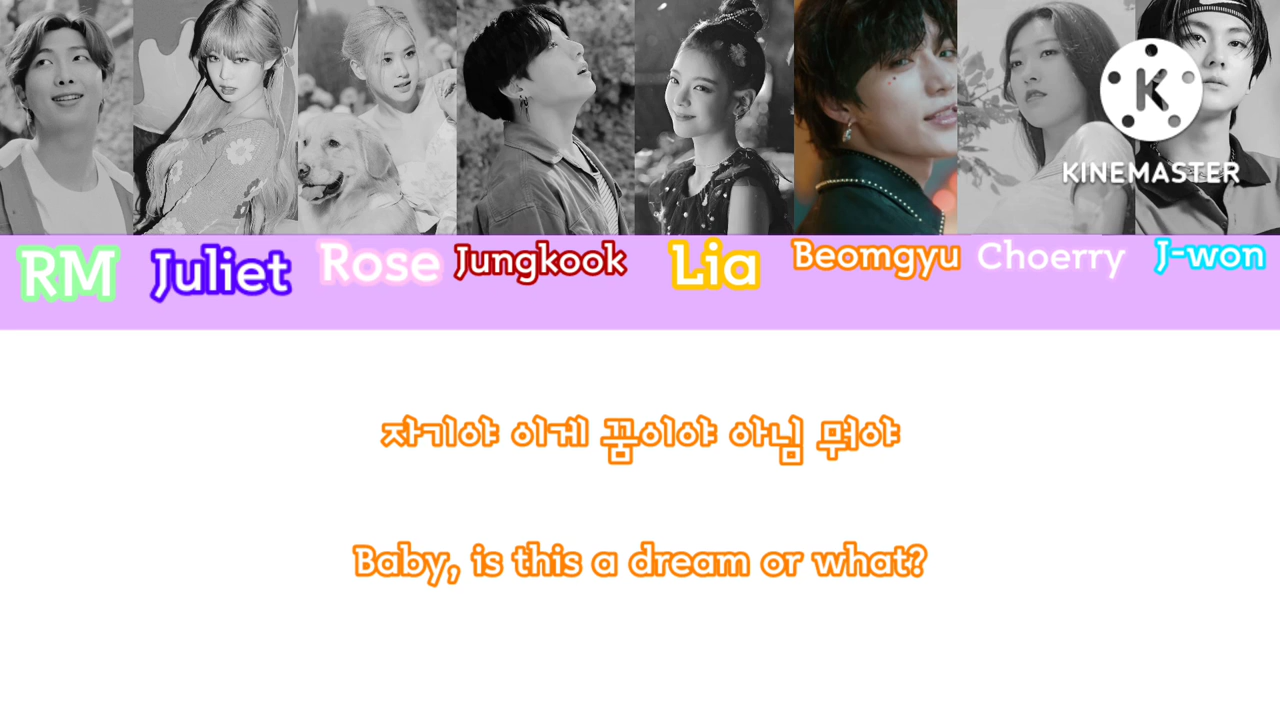 K
KINEMASTER
RM Juliet Rose Jungkook Lia Beomgyu Choerry J-won
자기야 이게 꿈이야 아님 뭐야
Baby, is this a dream or what?